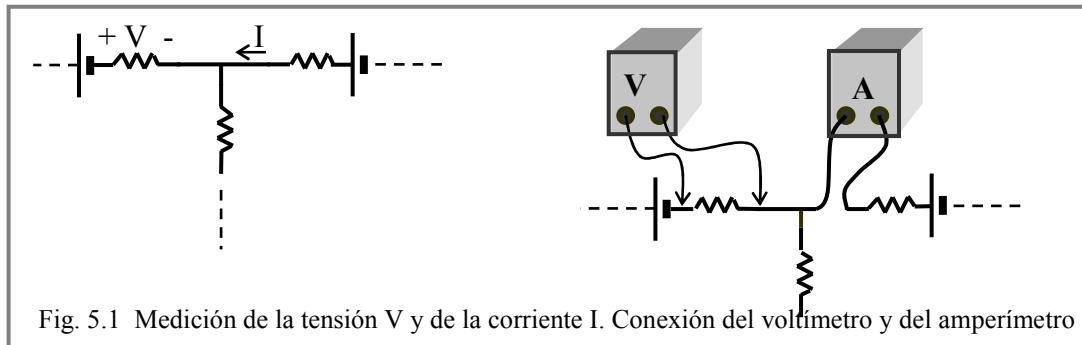 + V -
I
V
A
Fig. 5.1 Medición de la tensión V y de la corriente I. Conexión del voltímetro y del amperímetro